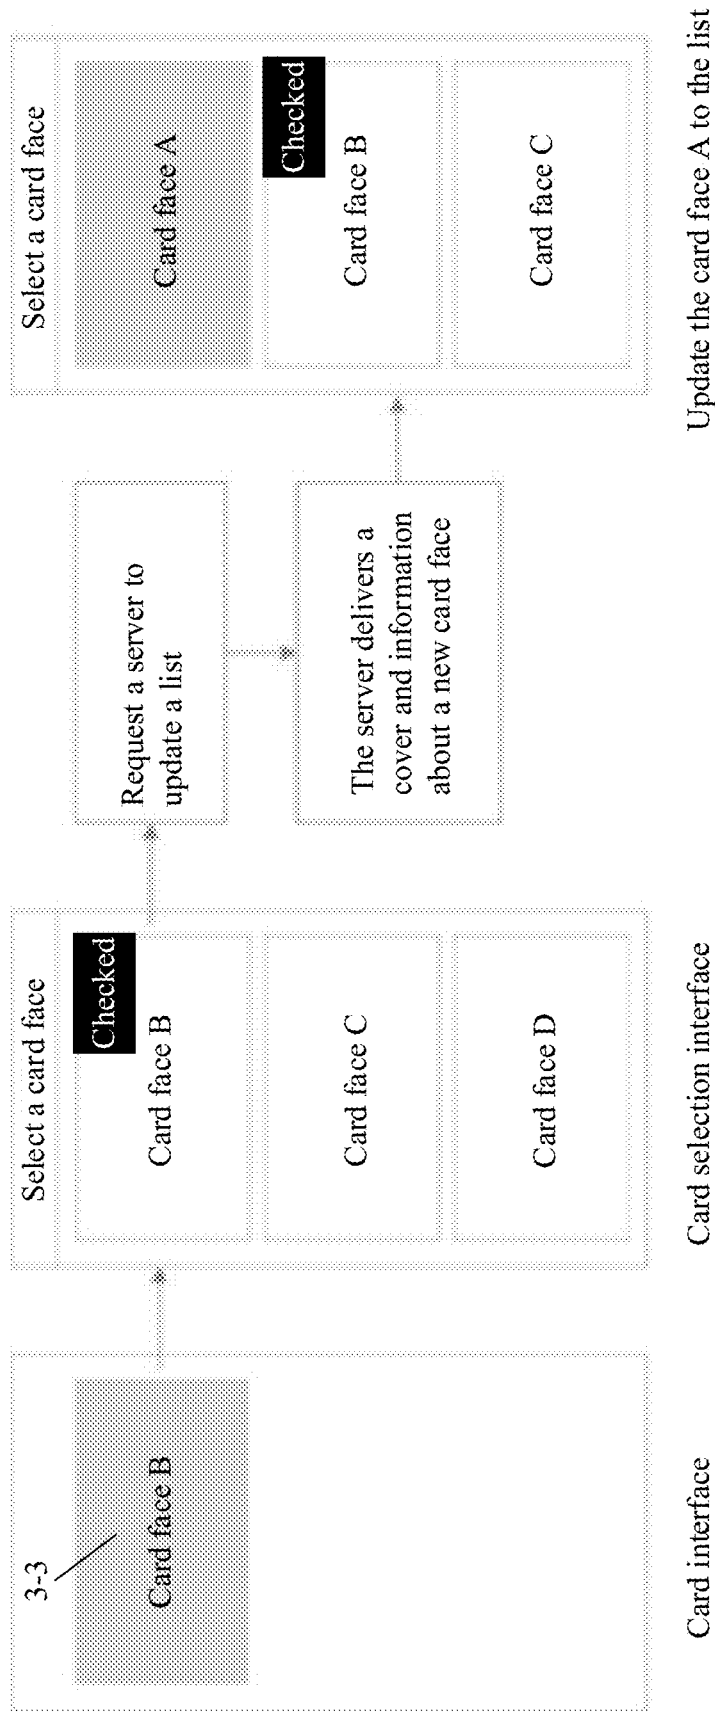 3-3
Card face B
Card interface
Select a card face
Checked
Card face B
Card face C
Card face D
Card selection interface
Request a server to
update a list
The server delivers a
cover and information
about a new card face
Select a card face
Card face A
Checked
Card face B
Card face C
Update the card face A to the list